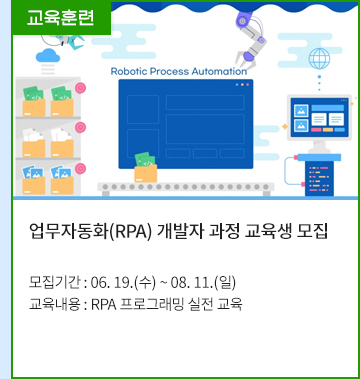 교육훈련
Robotic Process Automation
업무자동화(RPA) 개발자 과정 교육생 모집
모집기간 : 06. 19.(수) ~ 08. 11.(일)
교육내용 : RPA 프로그래밍 실전 교육